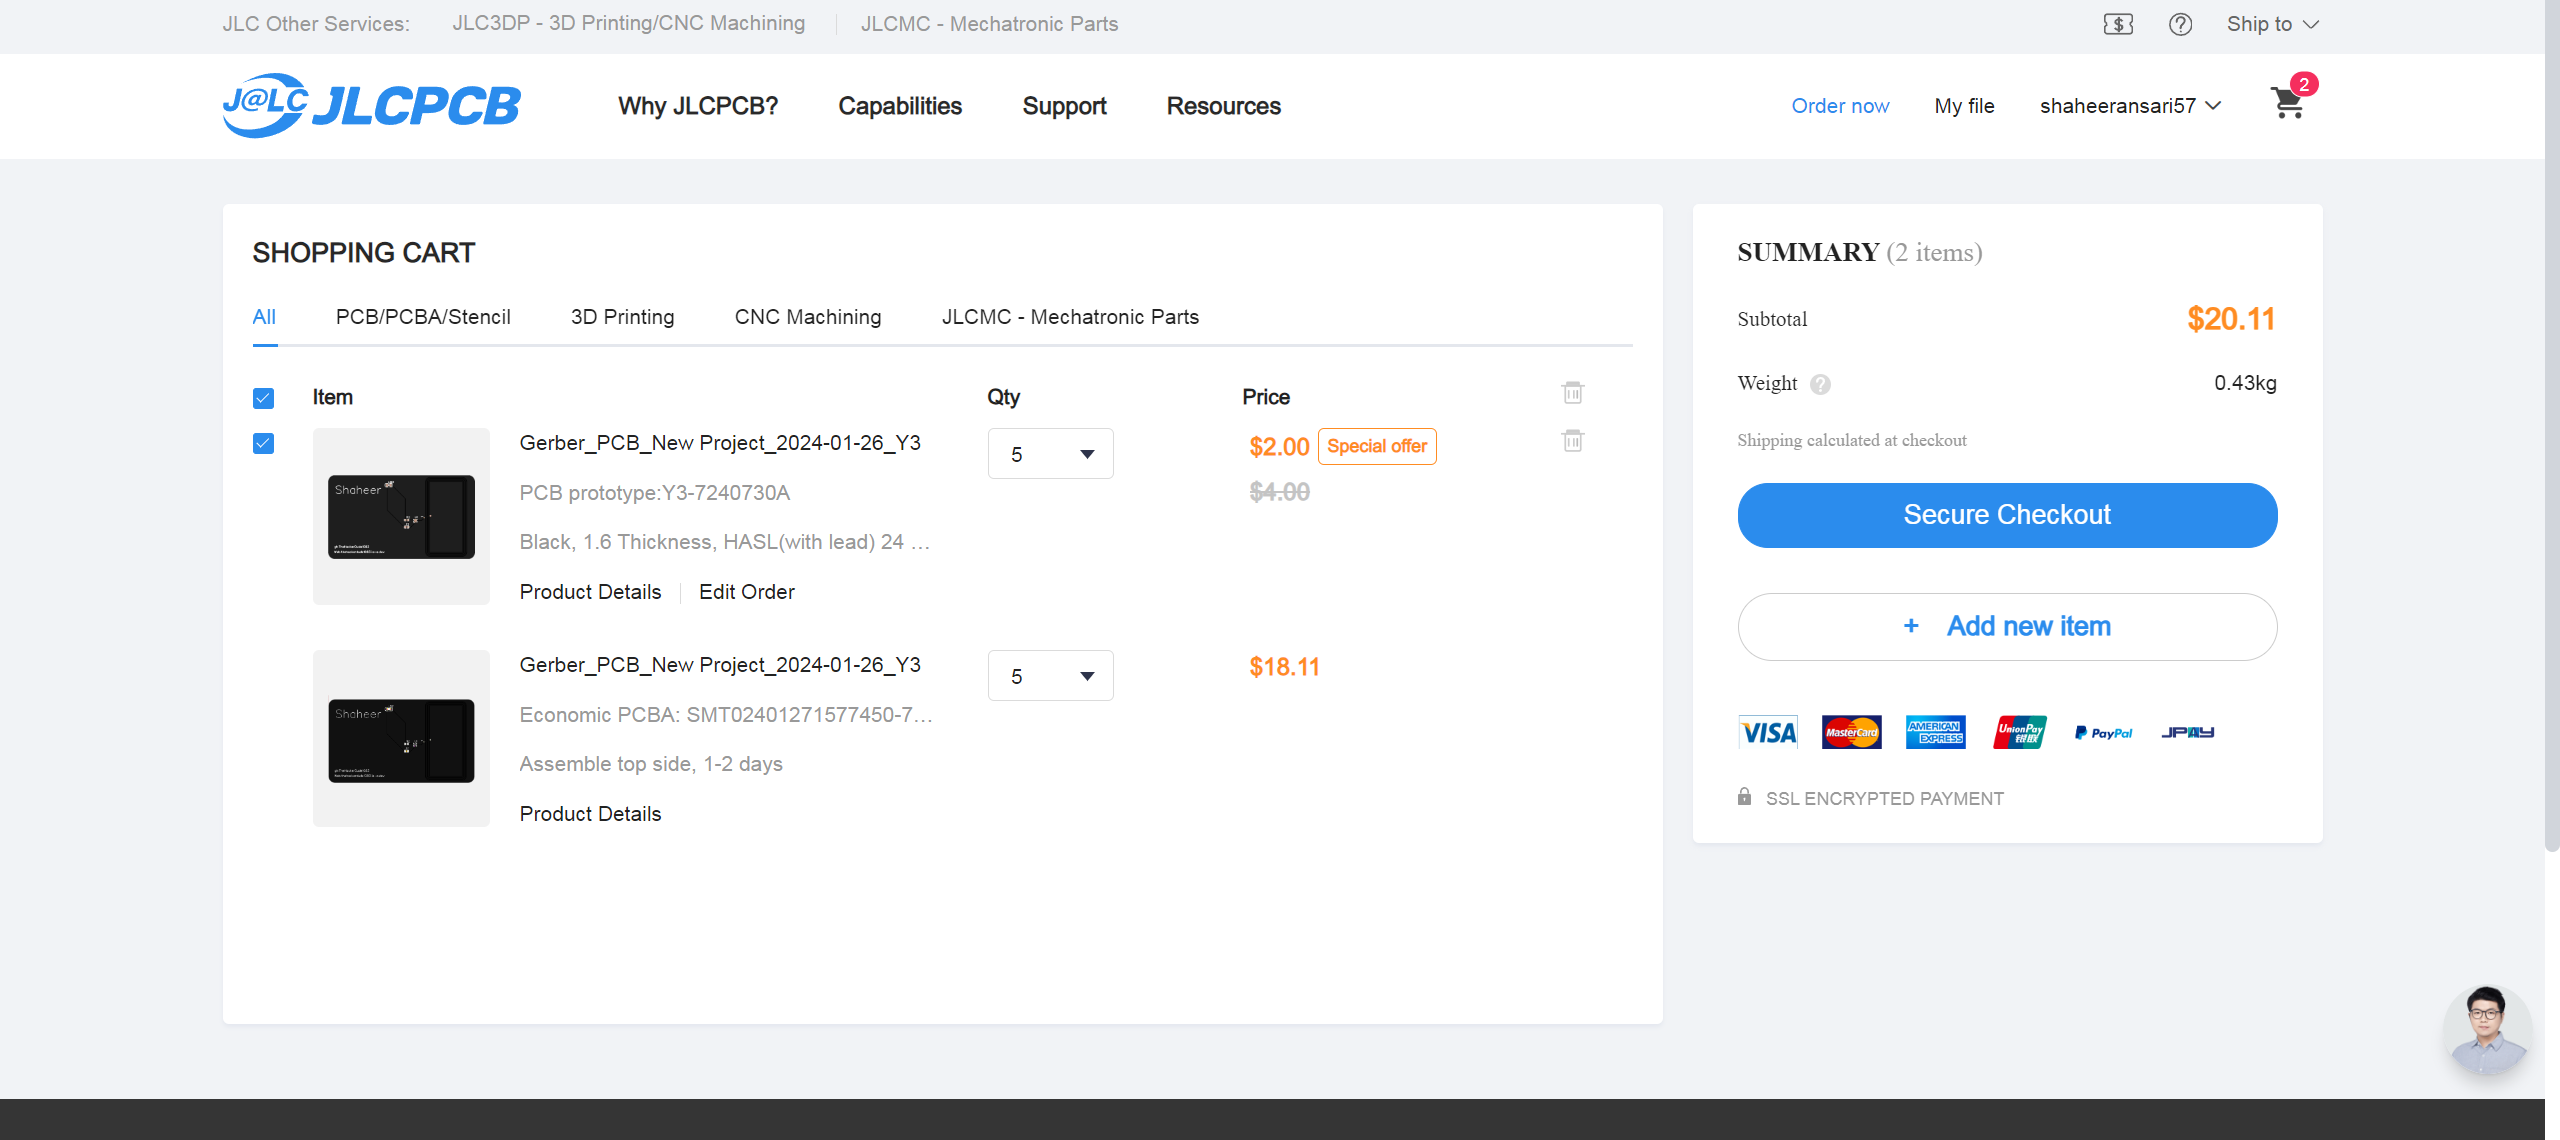 JLC Other Services: JLC3DP - 3D Printing/CNC Machining JLCMC - Mechatronic Parts Ship to
J@LC JLCPCB Why JLCPCB? Capabilities Support Resources Order now My file shaheeransari57 2
SHOPPING CART
All PCB/PCBA/Stencil 3D Printing CNC Machining JLCMC - Mechatronic Parts
Item Qty Price
Gerber_PCB_New Project_2024-01-26_Y3 5 $2.00 Special offer
PCB prototype:Y3-7240730A $4.00
Black, 1.6 Thickness, HASL(with lead) 24 ...
Product Details Edit Order
Shaheer
Gerber_PCB_New Project_2024-01-26_Y3 5 $18.11
Economic PCBA: SMT02401271577450-7...
Assemble top side, 1-2 days
Product Details
Shaheer
SUMMARY (2 items)
Subtotal $20.11
Weight ? 0.43kg
Shipping calculated at checkout
Secure Checkout
+ Add new item
VISA MasterCard AMERICAN EXPRESS UnionPay 银联 PayPal JPAY
SSL ENCRYPTED PAYMENT